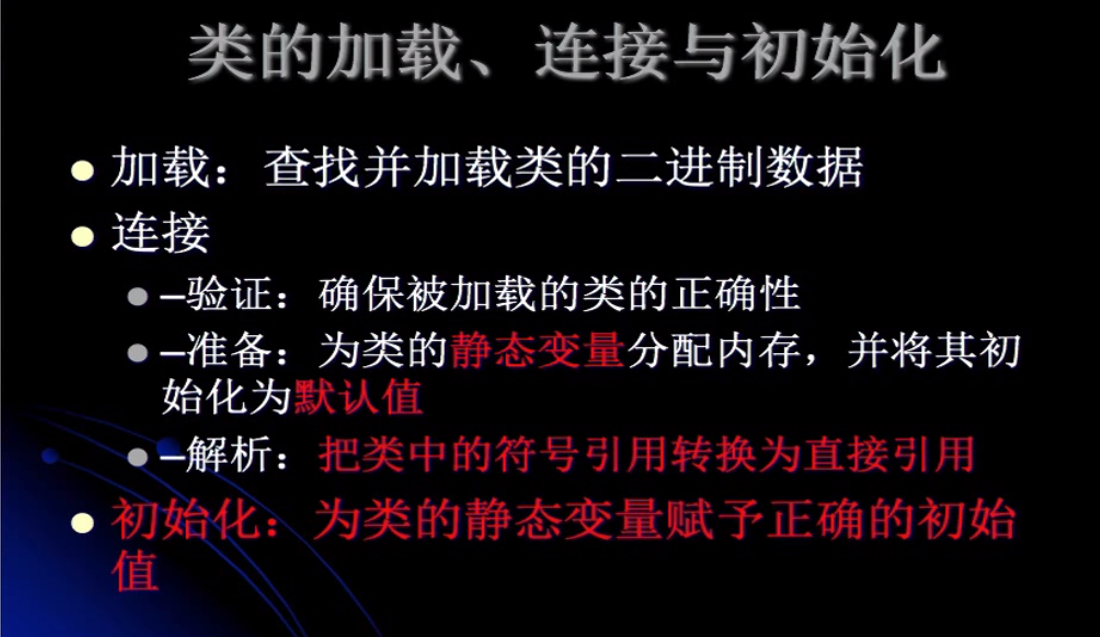 类的加载、连接与初始化
加载：查找并加载类的二进制数据
连接
–验证：确保被加载的类的正确性
–准备：为类的静态变量分配内存，并将其初
始化为默认值
–解析：把类中的符号引用转换为直接引用
初始化：为类的静态变量赋予正确的初始
值